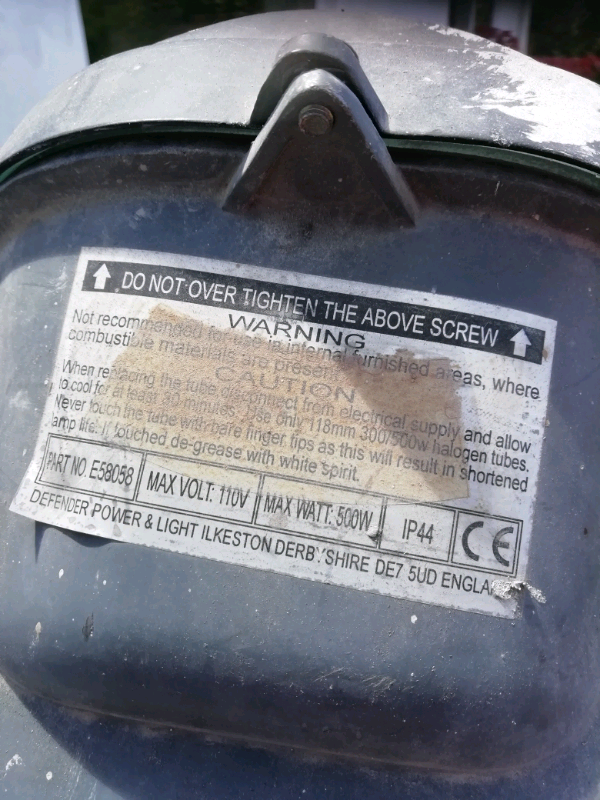 DO NOT OVER TIGHTEN THE ABOVE SCREW
WARNING
Not recommended for use in internal furnished areas, where
combustible materials are present
CAUTION
When replacing the tube disconnect from electrical supply and allow
to cool for at least 30 minutes. Use only 118mm 300/500w halogen tubes.
Never touch the tube with bare finger tips as this will result in shortened
lamp life. If touched de-grease with white spirit.
PART NO. E58058 MAX VOLT: 110V MAX WATT: 500W IP44 CE
DEFENDER POWER & LIGHT ILKESTON DERBYSHIRE DE7 5UD ENGLA